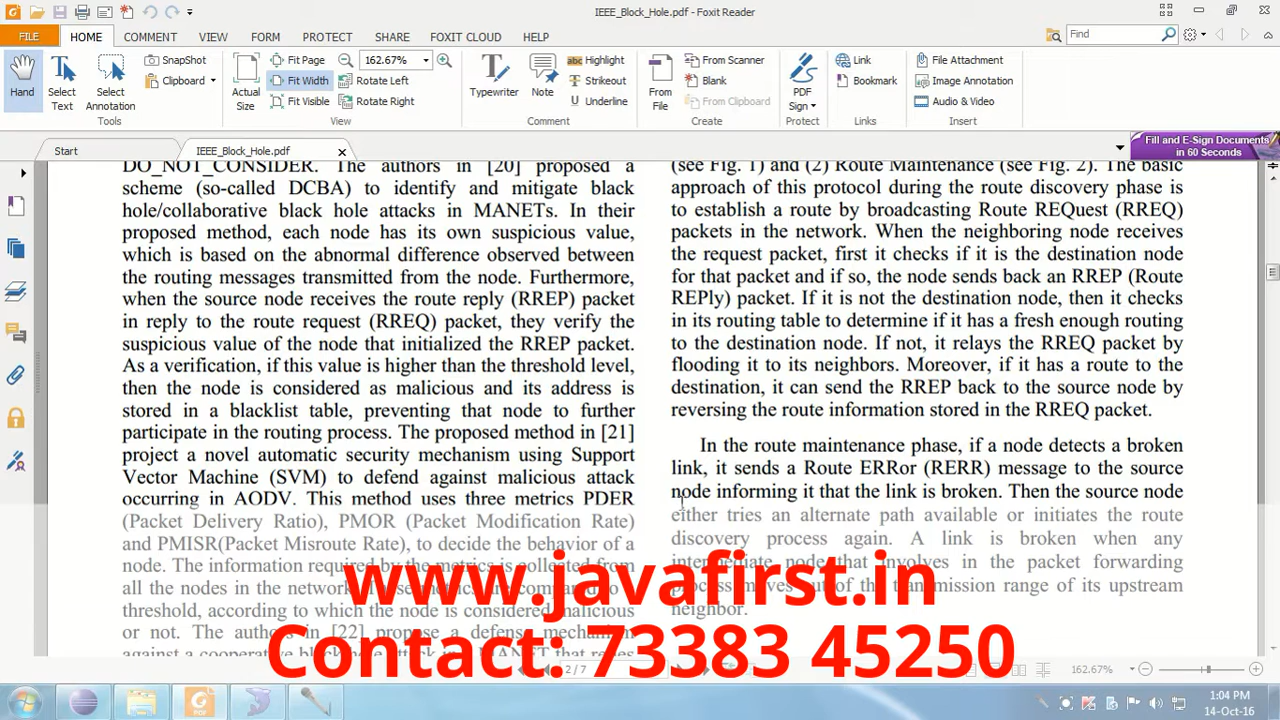 IEEE_Block_Hole.pdf - Foxit Reader
FILE HOME COMMENT VIEW FORM PROTECT SHARE FOXIT CLOUD HELP Find
Hand
Select
Text
Select
Annotation
SnapShot
Clipboard
Tools
Actual
Size
Fit Page
Fit Width
Fit Visible
162.67%
Rotate Left
Rotate Right
View
Typewriter
Note
Highlight
Strikeout
Underline
Comment
From
File
From Scanner
Blank
From Clipboard
Create
PDF
Sign
Protect
Link
Bookmark
Links
File Attachment
Image Annotation
Audio & Video
Insert
Start
IEEE_Block_Hole.pdf
Fill and E-Sign Documents
in 60 Seconds
DO_NOT_CONSIDER. The authors in [20] proposed a
scheme (so-called DCBA) to identify and mitigate black
hole/collaborative black hole attacks in MANETs. In their
proposed method, each node has its own suspicious value,
which is based on the abnormal difference observed between
the routing messages transmitted from the node. Furthermore,
when the source node receives the route reply (RREP) packet
in reply to the route request (RREQ) packet, they verify the
suspicious value of the node that initialized the RREP packet.
As a verification, if this value is higher than the threshold level,
then the node is considered as malicious and its address is
stored in a blacklist table, preventing that node to further
participate in the routing process. The proposed method in [21]
project a novel automatic security mechanism using Support
Vector Machine (SVM) to defend against malicious attack
occurring in AODV. This method uses three metrics PDER
(Packet Delivery Ratio), PMOR (Packet Modification Rate)
and PMISR(Packet Misroute Rate), to decide the behavior of a
node. The information required by the metrics is collected from
all the nodes in the network. The metrics are compared to a
threshold, according to which the node is considered malicious
or not. The authors in [22] propose a defense mechanism
against a cooperative black hole attack in MANET that relies
(see Fig. 1) and (2) Route Maintenance (see Fig. 2). The basic
approach of this protocol during the route discovery phase is
to establish a route by broadcasting Route REQuest (RREQ)
packets in the network. When the neighboring node receives
the request packet, first it checks if it is the destination node
for that packet and if so, the node sends back an RREP (Route
REPly) packet. If it is not the destination node, then it checks
in its routing table to determine if it has a fresh enough routing
to the destination node. If not, it relays the RREQ packet by
flooding it to its neighbors. Moreover, if it has a route to the
destination, it can send the RREP back to the source node by
reversing the route information stored in the RREQ packet.
In the route maintenance phase, if a node detects a broken
link, it sends a Route ERRor (RERR) message to the source
node informing it that the link is broken. Then the source node
either tries an alternate path available or initiates the route
discovery process again. A link is broken when any
intermediate node that involves in the packet forwarding
process moves out of the transmission range of its upstream
neighbor.
www.javafirst.in
Contact: 73383 45250
2 / 7
162.67%
1:04 PM
14-Oct-16